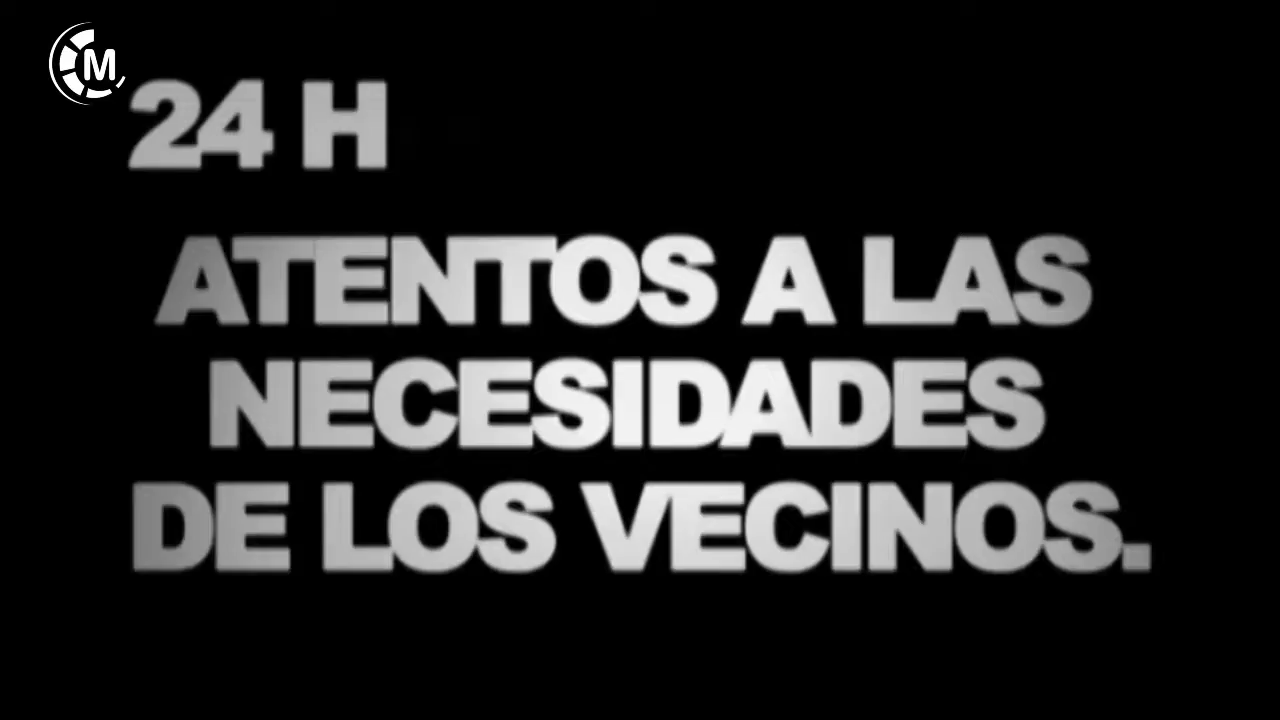 M
24 H
ATENTOS A LAS
NECESIDADES
DE LOS VECINOS.